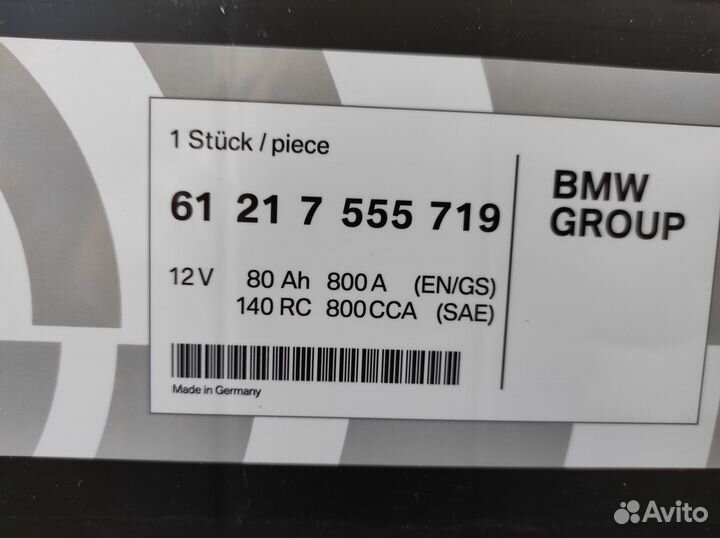 1 Stück / piece
61 21 7 555 719
12 V 80 Ah 800 A (EN/GS)
140 RC 800 CCA (SAE)
Made in Germany
BMW
GROUP
Avito